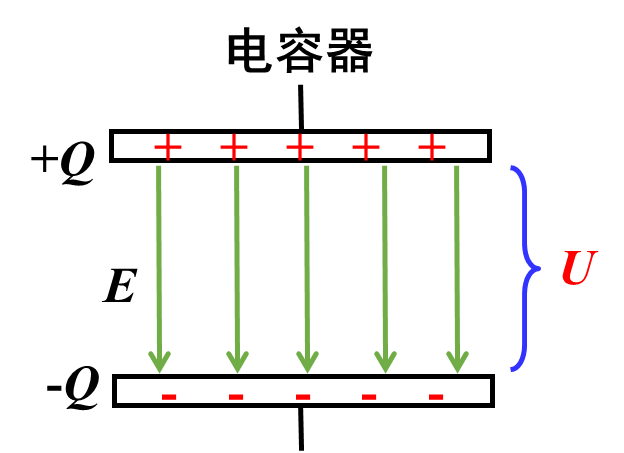 电容器
+ + + + +
+Q
E
U
-Q
- - - - -